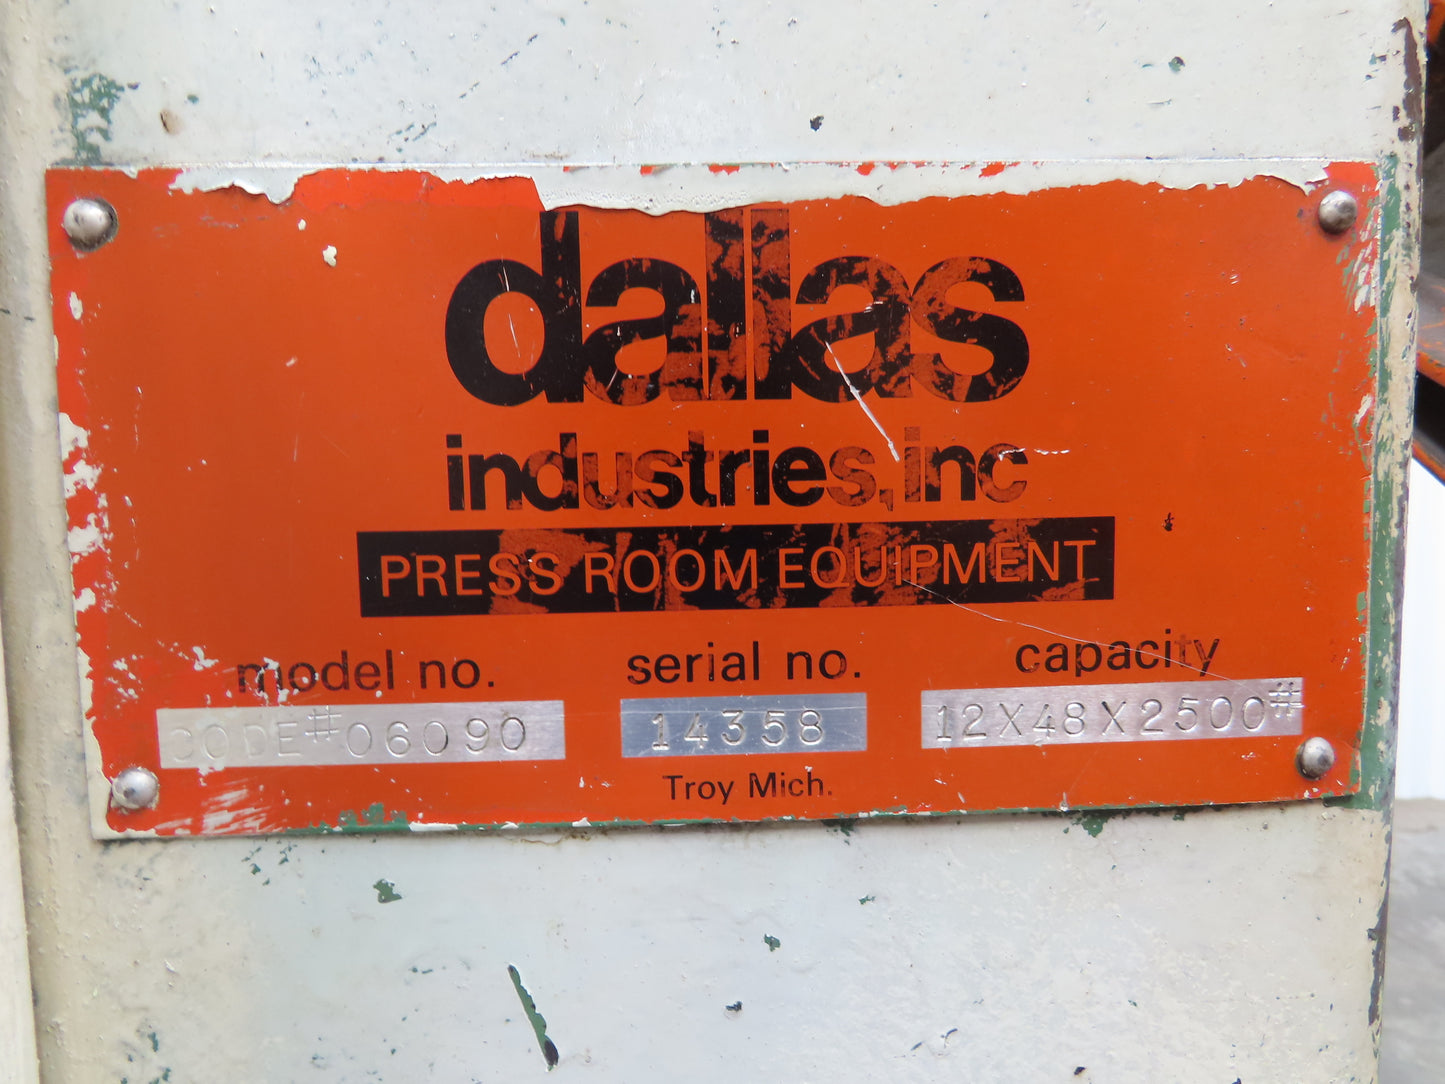 dallas
industries, inc
PRESS ROOM EQUIPMENT
model no. serial no. capacity
CODE#06090 14358 12X48X2500#
Troy Mich.